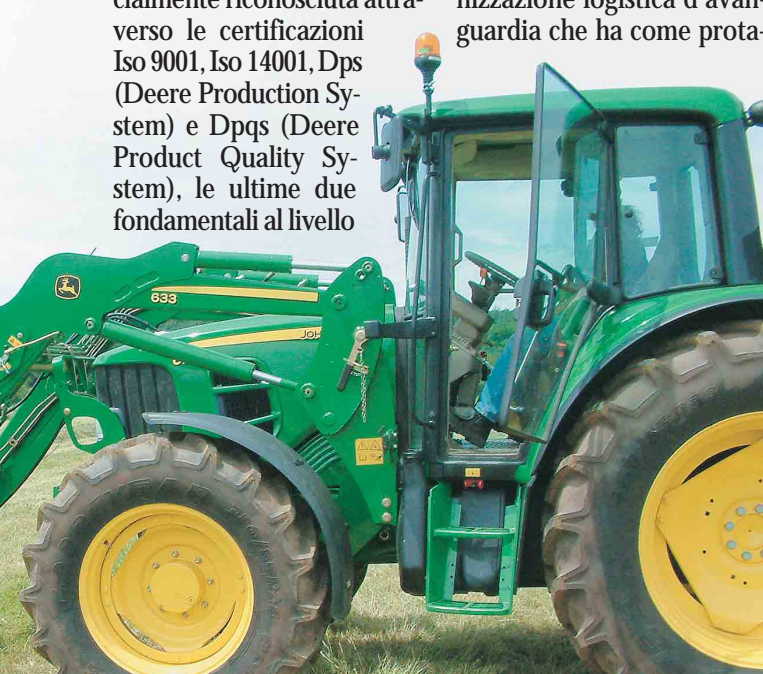 cialmente riconosciuta attra-
verso le certificazioni
Iso 9001, Iso 14001, Dps
(Deere Production Sy-
stem) e Dpqs (Deere
Product Quality Sy-
stem), le ultime due
fondamentali al livello
nizzazione logistica d'avan-
guardia che ha come prota-
633
JOH